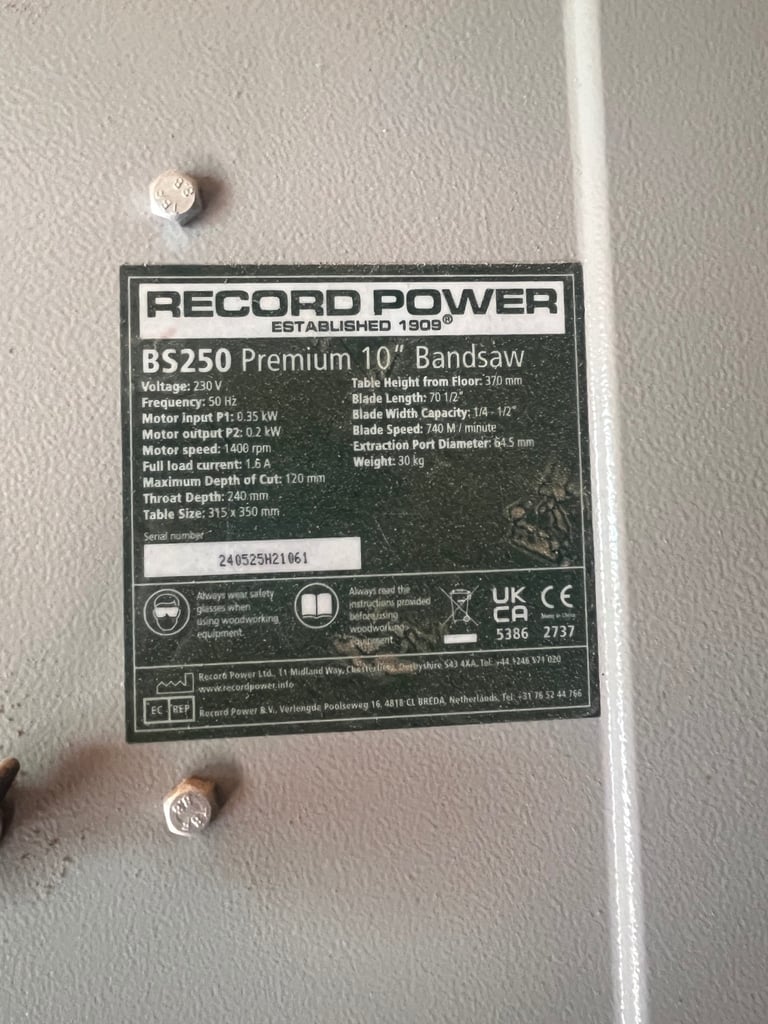 RECORD POWER
ESTABLISHED 1909®
BS250 Premium 10" Bandsaw
Voltage: 230 V
Frequency: 50 Hz
Motor input P1: 0.35 kW
Motor output P2: 0.2 kW
Motor speed: 1400 rpm
Full load current: 1.6 A
Maximum Depth of Cut: 120 mm
Throat Depth: 240 mm
Table Size: 315 x 350 mm
Table Height from Floor: 370 mm
Blade Length: 70 1/2"
Blade Width Capacity: 1/4 - 1/2"
Blade Speed: 740 M / minute
Extraction Port Diameter: 64.5 mm
Weight: 30 kg
Serial number
240525H21061
Always wear safety
glasses when
using woodworking
equipment.
Always read the
instructions provided
before using
woodworking
equipment.
UK
CA
5386
CE
Made in China
2737
Record Power Ltd., 11 Midland Way, Chesterfield, Derbyshire S43 4XA, Tel: +44 1246 571 020
www.recordpower.info
EC REP
Record Power B.V., Verlengde Poolseweg 16, 4818 CL BREDA, Netherlands. Tel: +31 76 52 44 766